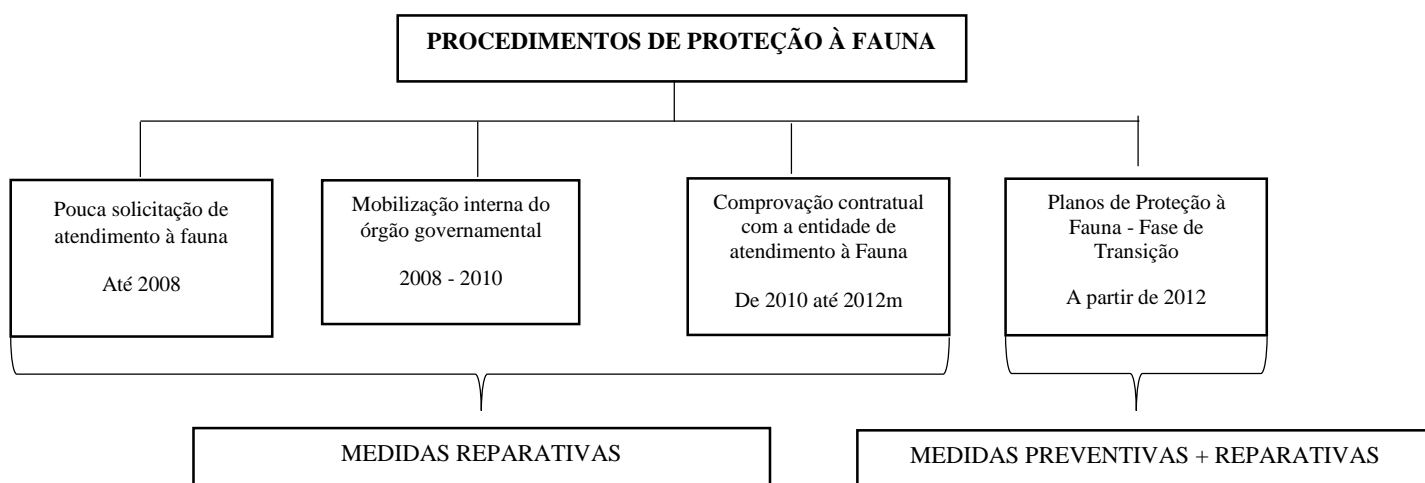 PROCEDIMENTOS DE PROTEÇÃO À FAUNA
Pouca solicitação de
atendimento à fauna
Até 2008
Mobilização interna do
órgão governamental
2008 - 2010
Comprovação contratual
com a entidade de
atendimento à Fauna
De 2010 até 2012m
Planos de Proteção à
Fauna - Fase de
Transição
A partir de 2012
MEDIDAS REPARATIVAS
MEDIDAS PREVENTIVAS + REPARATIVAS